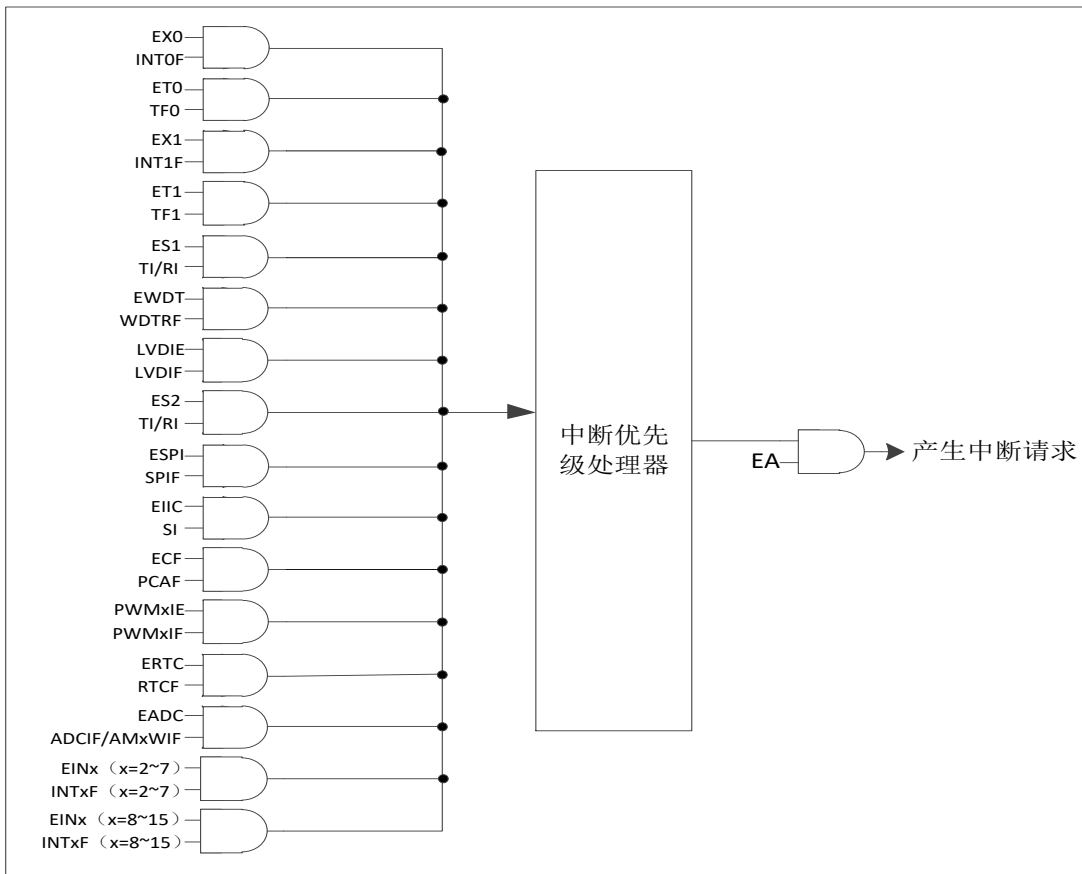 EX0
INT0F
ET0
TF0
EX1
INT1F
ET1
TF1
ES1
TI/RI
EWDT
WDTRF
LVDIE
LVDIF
ES2
TI/RI
ESPI
SPIF
EIIC
SI
ECF
PCAF
PWMxIE
PWMxIF
ERTC
RTCF
EADC
ADCIF/AMxWIF
EINx（x=2~7）
INTxF（x=2~7）
EINx（x=8~15）
INTxF（x=8~15）
中断优先
级处理器
EA
产生中断请求